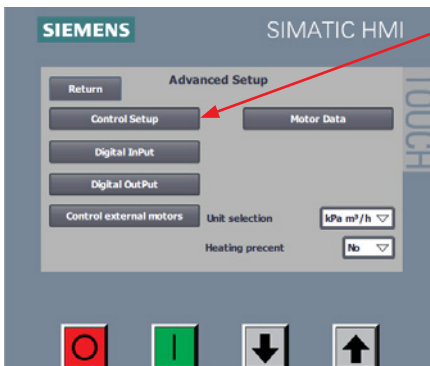 SIEMENS SIMATIC HMI
TOUCH
Advanced Setup
Return
Control Setup Motor Data
Digital InPut
Digital OutPut
Control external motors Unit selection kPa m³/h
Heating precent No